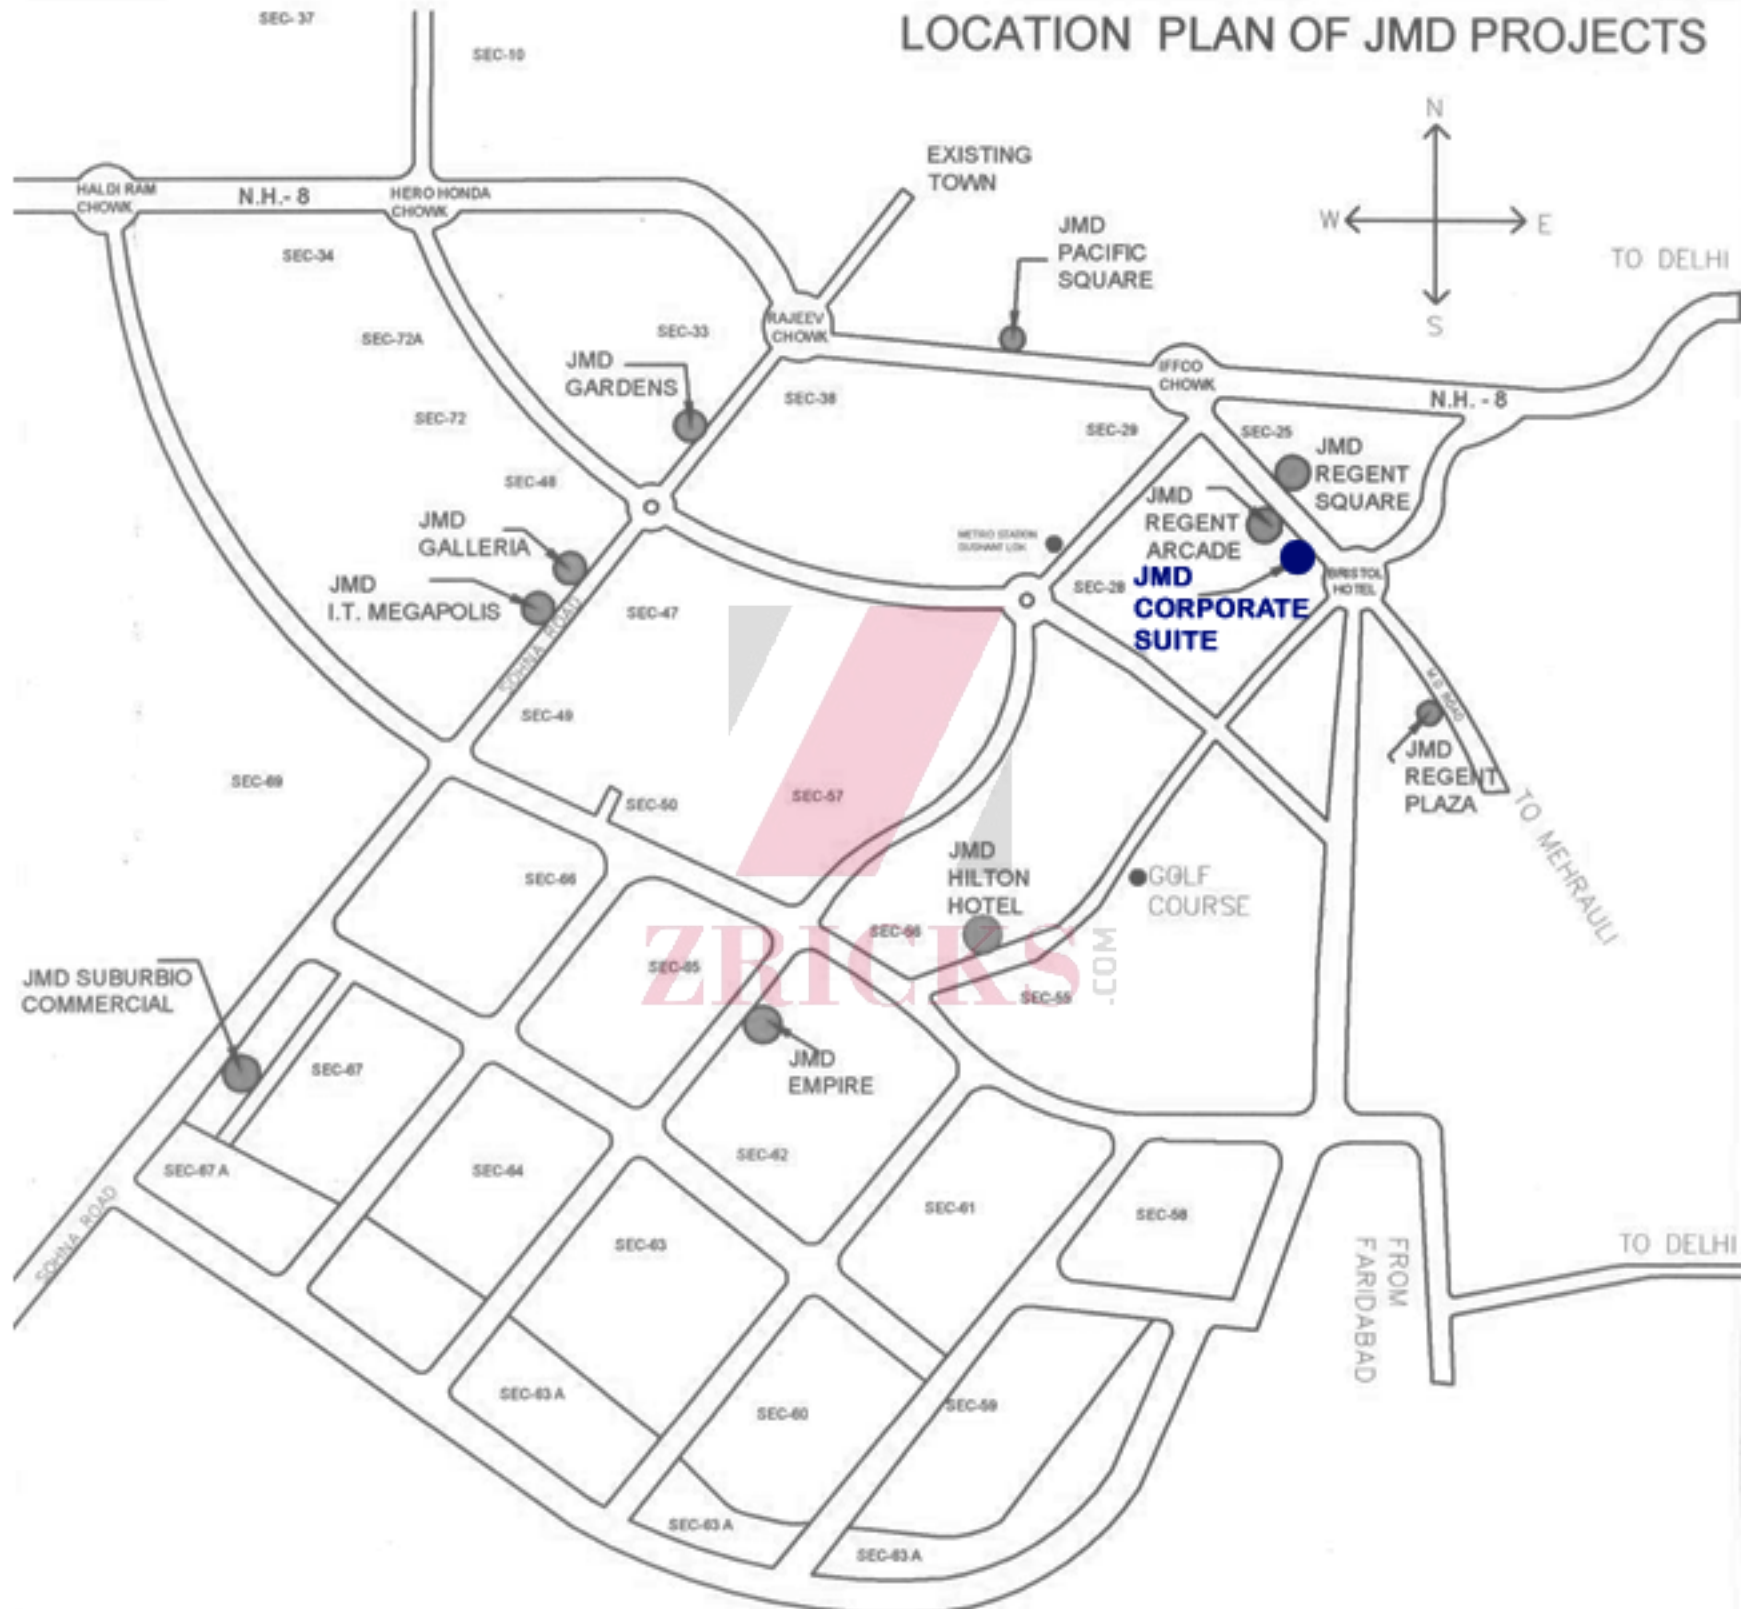 LOCATION PLAN OF JMD PROJECTS
SEC- 37
SEC-10
N
W
E
S
EXISTING
TOWN
HALDI RAM
CHOWK
N.H.- 8
HERO HONDA
CHOWK
JMD
PACIFIC
SQUARE
TO DELHI
SEC-34
SEC-72A
SEC-33
RAJEEV
CHOWK
JMD
GARDENS
SEC-38
IFFCO
CHOWK
N.H. - 8
SEC-72
SEC-29
SEC-25
JMD
REGENT
SQUARE
SEC-48
JMD
REGENT
ARCADE
JMD
GALLERIA
METRO STATION
SUSHANT LOK
JMD
I.T. MEGAPOLIS
SEC-28
JMD
CORPORATE
SUITE
BRISTOL
HOTEL
SEC-47
SOHNA ROAD
SEC-49
M.G. ROAD
JMD
REGENT
PLAZA
SEC-69
SEC-50
SEC-57
TO MEHRAULI
SEC-66
JMD
HILTON
HOTEL
GOLF
COURSE
SEC-56
ZRICKS
.COM
JMD SUBURBIO
COMMERCIAL
SEC-65
SEC-55
SEC-67
JMD
EMPIRE
SEC-67 A
SEC-64
SEC-62
SOHNA ROAD
SEC-61
SEC-58
SEC-63
FROM
FARIDABAD
TO DELHI
SEC-63 A
SEC-60
SEC-59
SEC-63 A
SEC-63 A